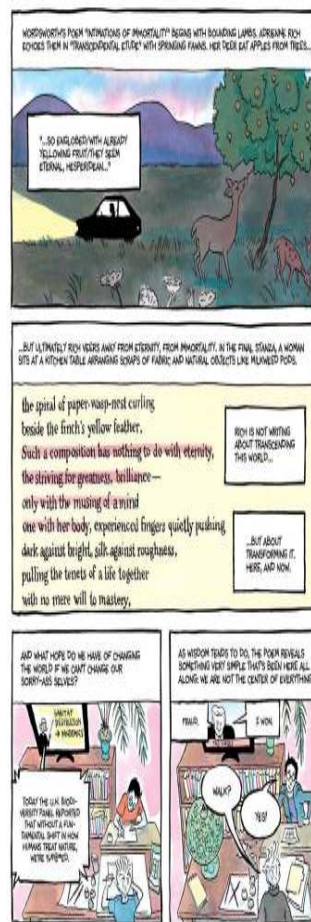 WORDSWORTH'S POEM "INTIMATIONS OF IMMORTALITY" BEGINS WITH BOUNDING LAMBS. ADRIENNE RICH
ECHOES THEM IN "TRANSCENDENTAL ETUDE" WITH SPRINGING FAWNS. HER DEER EAT APPLES FROM TREES...
"...SO ENGLOBED/WITH ALREADY
YELLOWING FRUIT/THEY SEEM
ETERNAL, HESPERIDEAN..."
...BUT ULTIMATELY RICH VEERS AWAY FROM ETERNITY, FROM IMMORTALITY. IN THE FINAL STANZA, A WOMAN
SITS AT A KITCHEN TABLE ARRANGING SCRAPS OF FABRIC AND NATURAL OBJECTS LIKE MILKWEED PODS.
the spiral of paper-wasp-nest curling
beside the finch's yellow feather.
Such a composition has nothing to do with eternity,
the striving for greatness, brilliance—
only with the musing of a mind
one with her body, experienced fingers quietly pushing
dark against bright, silk against roughness,
pulling the tenets of a life together
with no mere will to mastery,
RICH IS NOT WRITING
ABOUT TRANSCENDING
THIS WORLD...
...BUT ABOUT
TRANSFORMING IT.
HERE, AND NOW.
AND WHAT HOPE DO WE HAVE OF CHANGING
THE WORLD IF WE CAN'T CHANGE OUR
SORRY-ASS SELVES?
HABITAT
DESTRUCTION
→ PANDEMICS
TODAY THE U.N. BIODI-
VERSITY PANEL REPORTED
THAT WITHOUT A FUN-
DAMENTAL SHIFT IN HOW
HUMANS TREAT NATURE,
WE'RE
AS WISDOM TENDS TO DO, THE POEM REVEALS
SOMETHING VERY SIMPLE THAT'S BEEN HERE ALL
ALONG: WE ARE NOT THE CENTER OF EVERYTHING.
FRAUD.
I WON.
WALK?
YES!